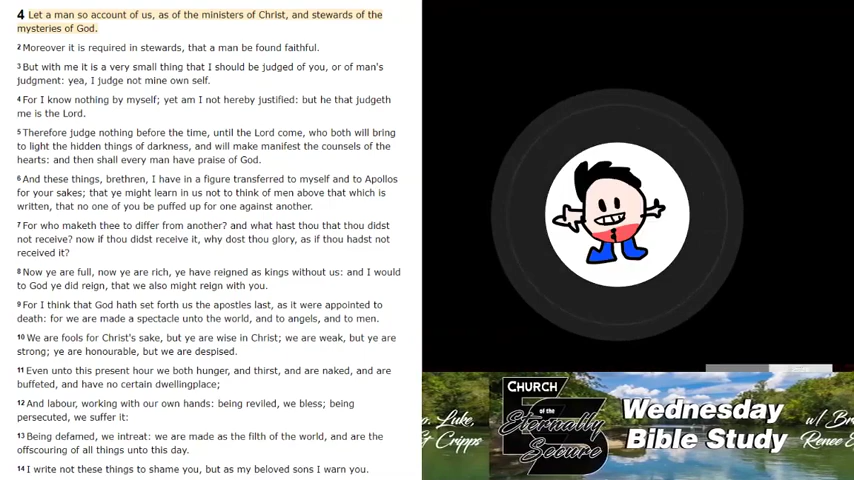 4 Let a man so account of us, as of the ministers of Christ, and stewards of the
mysteries of God.
2 Moreover it is required in stewards, that a man be found faithful.
3 But with me it is a very small thing that I should be judged of you, or of man's
judgment: yea, I judge not mine own self.
4 For I know nothing by myself; yet am I not hereby justified: but he that judgeth
me is the Lord.
5 Therefore judge nothing before the time, until the Lord come, who both will bring
to light the hidden things of darkness, and will make manifest the counsels of the
hearts: and then shall every man have praise of God.
6 And these things, brethren, I have in a figure transferred to myself and to Apollos
for your sakes; that ye might learn in us not to think of men above that which is
written, that no one of you be puffed up for one against another.
7 For who maketh thee to differ from another? and what hast thou that thou didst
not receive? now if thou didst receive it, why dost thou glory, as if thou hadst not
received it?
8 Now ye are full, now ye are rich, ye have reigned as kings without us: and I would
to God ye did reign, that we also might reign with you.
9 For I think that God hath set forth us the apostles last, as it were appointed to
death: for we are made a spectacle unto the world, and to angels, and to men.
10 We are fools for Christ's sake, but ye are wise in Christ; we are weak, but ye are
strong; ye are honourable, but we are despised.
11 Even unto this present hour we both hunger, and thirst, and are naked, and are
buffeted, and have no certain dwellingplace;
12 And labour, working with our own hands: being reviled, we bless; being
persecuted, we suffer it:
13 Being defamed, we intreat: we are made as the filth of the world, and are the
offscouring of all things unto this day.
14 I write not these things to shame you, but as my beloved sons I warn you.
o. Luke,
Cripps
CHURCH
of the
Eternally
Secure
Wednesday
Bible Study
w/ Br
Renee